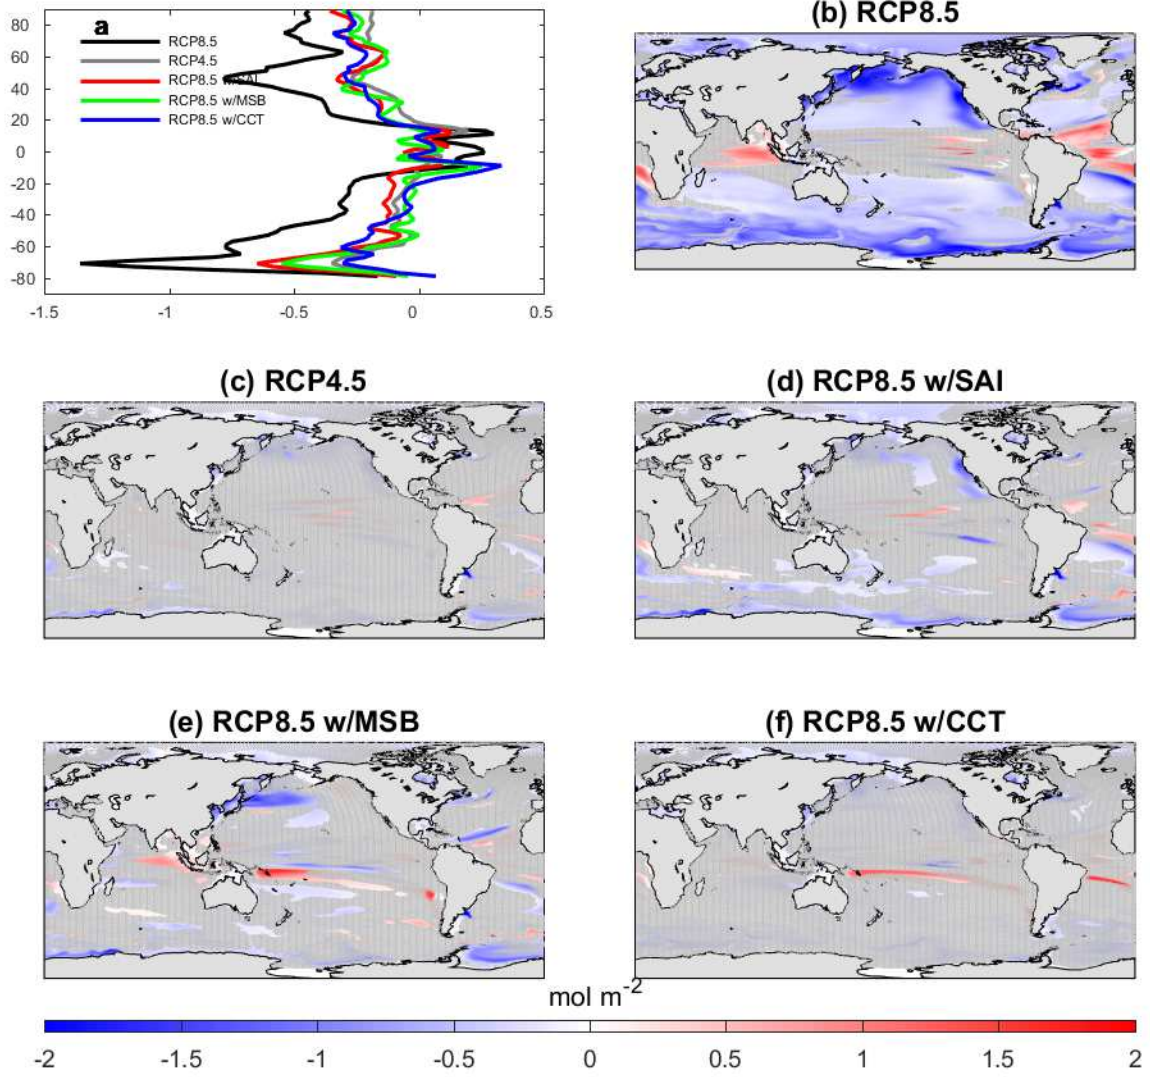 a
RCP8.5
RCP4.5
RCP8.5 w/SAI
RCP8.5 w/MSB
RCP8.5 w/CCT
80
60
40
20
0
-20
-40
-60
-80
-1.5 -1 -0.5 0 0.5
(b) RCP8.5
(c) RCP4.5
(d) RCP8.5 w/SAI
(e) RCP8.5 w/MSB
(f) RCP8.5 w/CCT
mol m-2
-2 -1.5 -1 -0.5 0 0.5 1 1.5 2